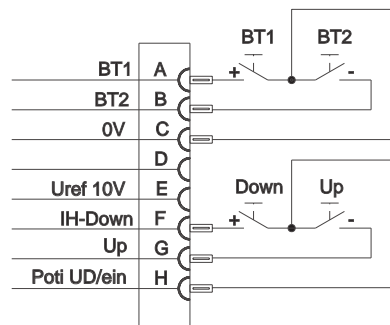 BT1 BT2
BT1 A + -
BT2 B
0V C
D
Uref 10V E Down Up
IH-Down F + -
Up G
Poti UD/ein H